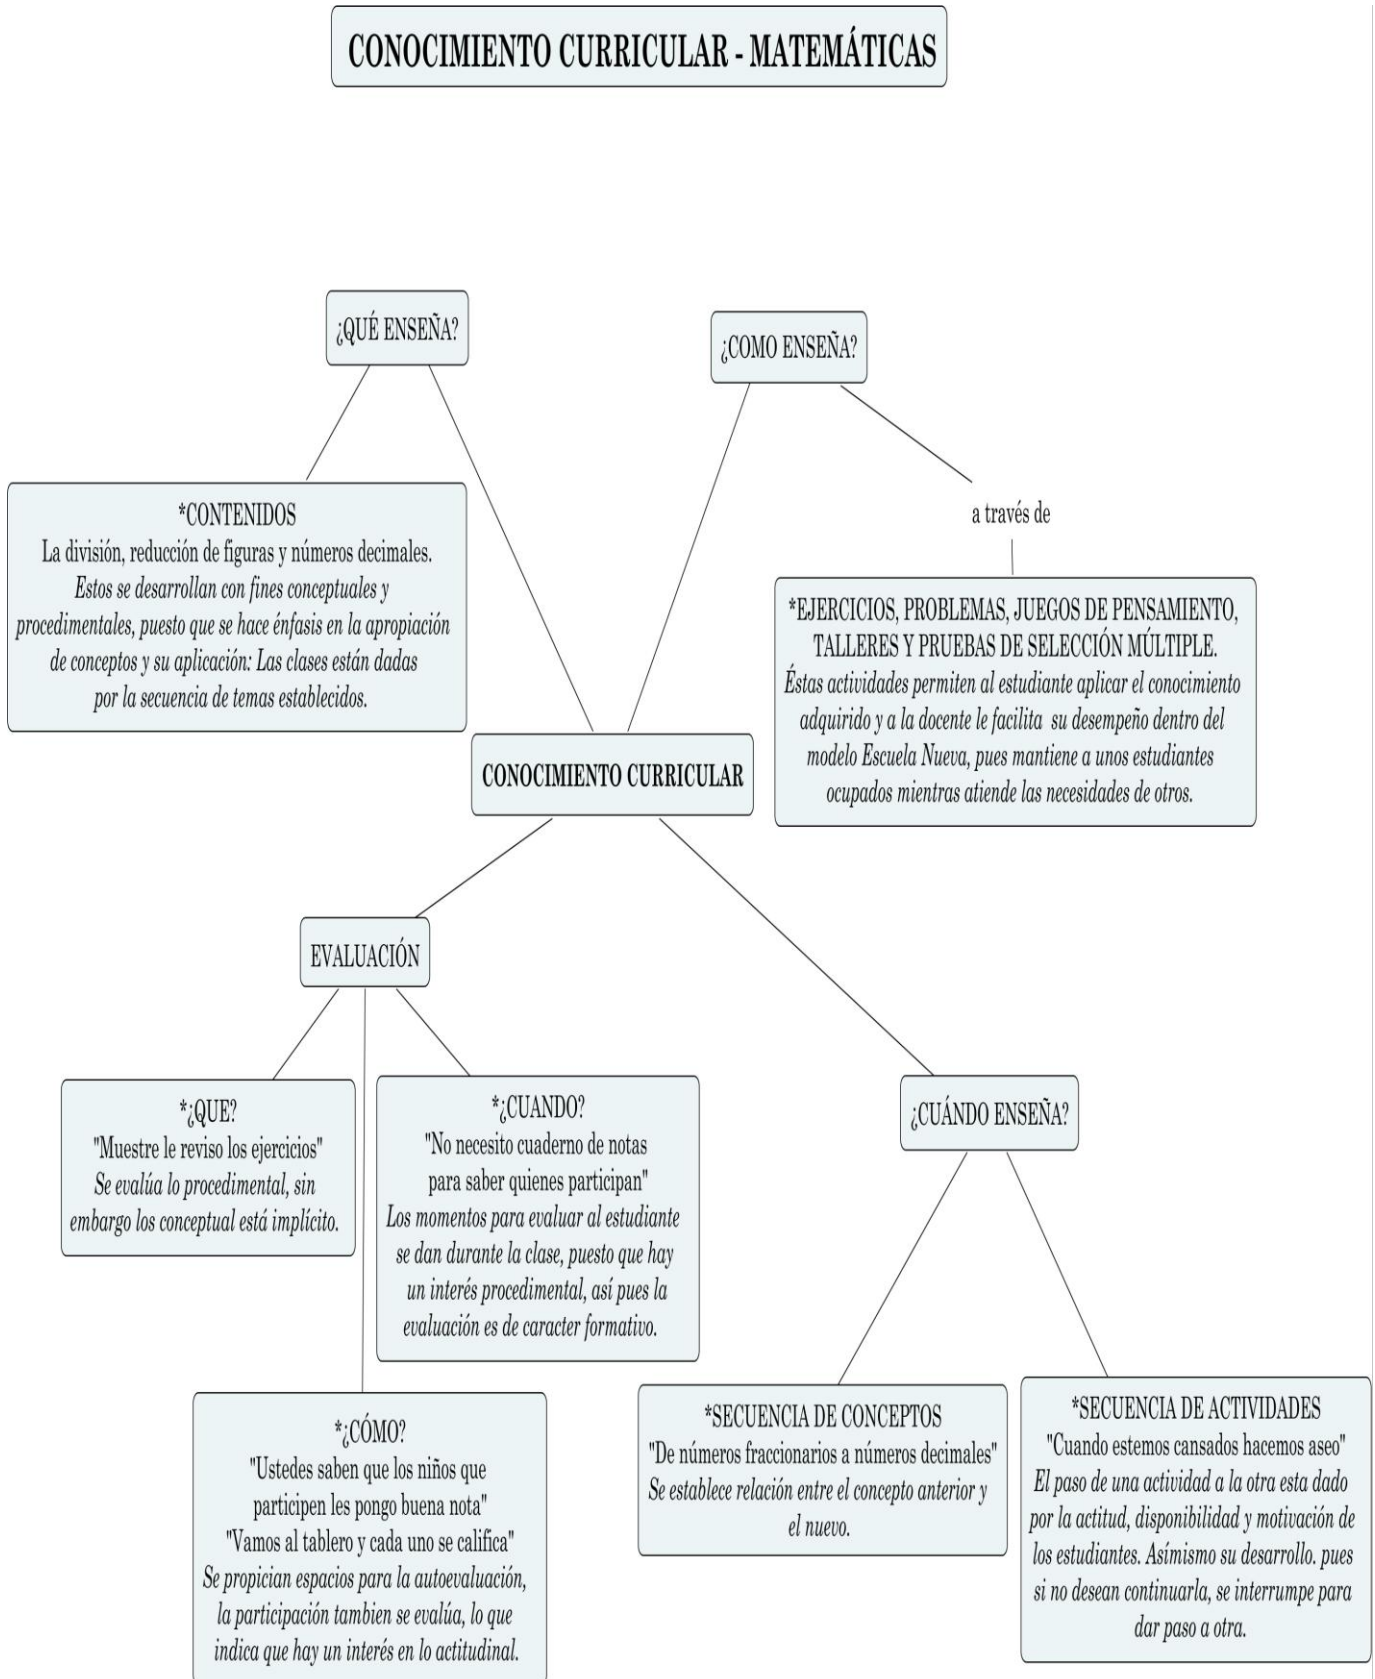 CONOCIMIENTO CURRICULAR - MATEMÁTICAS
¿QUÉ ENSEÑA?
¿COMO ENSEÑA?
*CONTENIDOS
La división, reducción de figuras y números decimales.
Estos se desarrollan con fines conceptuales y
procedimentales, puesto que se hace énfasis en la apropiación
de conceptos y su aplicación: Las clases están dadas
por la secuencia de temas establecidos.
a través de
*EJERCICIOS, PROBLEMAS, JUEGOS DE PENSAMIENTO,
TALLERES Y PRUEBAS DE SELECCIÓN MÚLTIPLE.
Éstas actividades permiten al estudiante aplicar el conocimiento
adquirido y a la docente le facilita su desempeño dentro del
modelo Escuela Nueva, pues mantiene a unos estudiantes
ocupados mientras atiende las necesidades de otros.
CONOCIMIENTO CURRICULAR
EVALUACIÓN
*¿QUE?
"Muestre le reviso los ejercicios"
Se evalúa lo procedimental, sin
embargo los conceptual está implícito.
*¿CUANDO?
"No necesito cuaderno de notas
para saber quienes participan"
Los momentos para evaluar al estudiante
se dan durante la clase, puesto que hay
un interés procedimental, así pues la
evaluación es de caracter formativo.
¿CUÁNDO ENSEÑA?
*¿CÓMO?
"Ustedes saben que los niños que
participen les pongo buena nota"
"Vamos al tablero y cada uno se califica"
Se propician espacios para la autoevaluación,
la participación tambien se evalúa, lo que
indica que hay un interés en lo actitudinal.
*SECUENCIA DE CONCEPTOS
"De números fraccionarios a números decimales"
Se establece relación entre el concepto anterior y
el nuevo.
*SECUENCIA DE ACTIVIDADES
"Cuando estemos cansados hacemos aseo"
El paso de una actividad a la otra esta dado
por la actitud, disponibilidad y motivación de
los estudiantes. Asímismo su desarrollo. pues
si no desean continuarla, se interrumpe para
dar paso a otra.